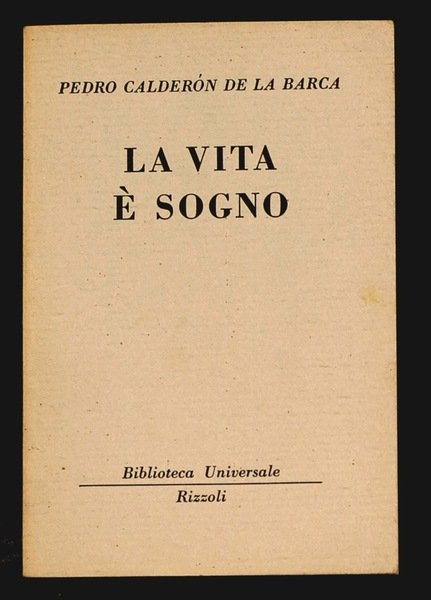 PEDRO CALDERÓN DE LA BARCA
LA VITA
È SOGNO
Biblioteca Universale
Rizzoli